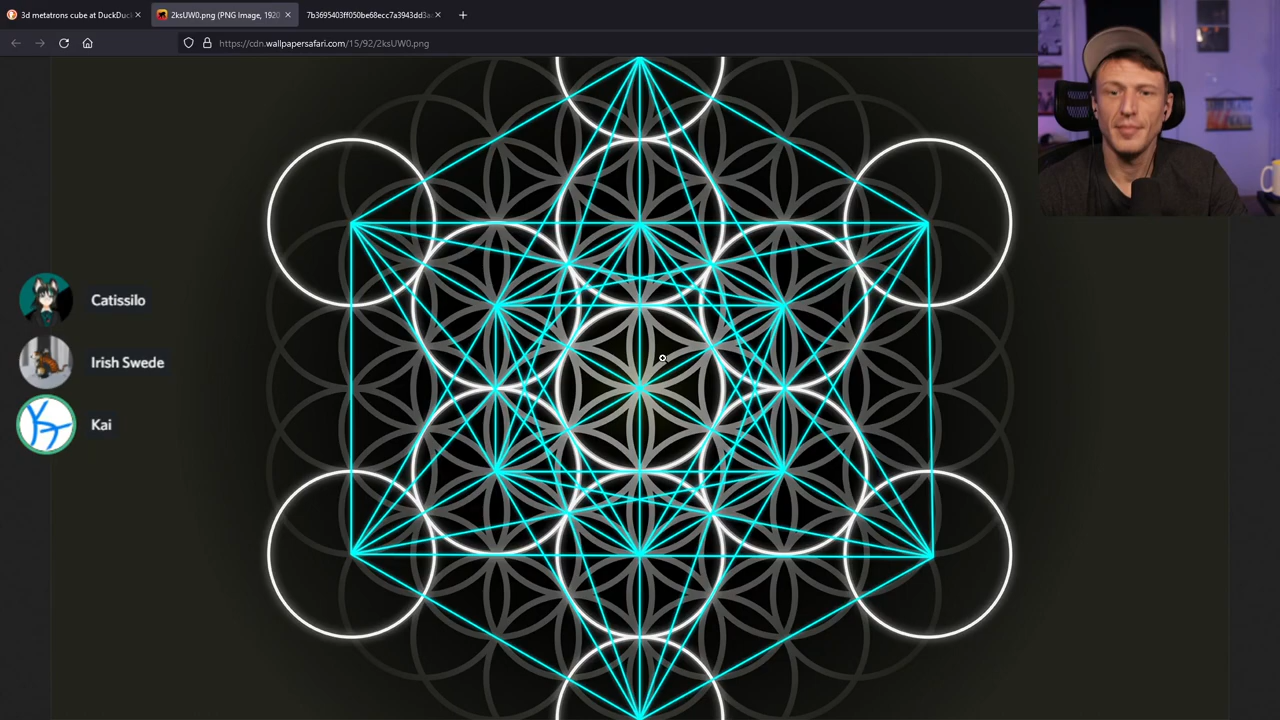 3d metatrons cube at DuckDuc
2ksUW0.png (PNG Image, 1920
7b3695403ff050be68ecc7a3943dd3a
https://cdn.wallpapersafari.com/15/92/2ksUW0.png
Catissilo
Irish Swede
Kai